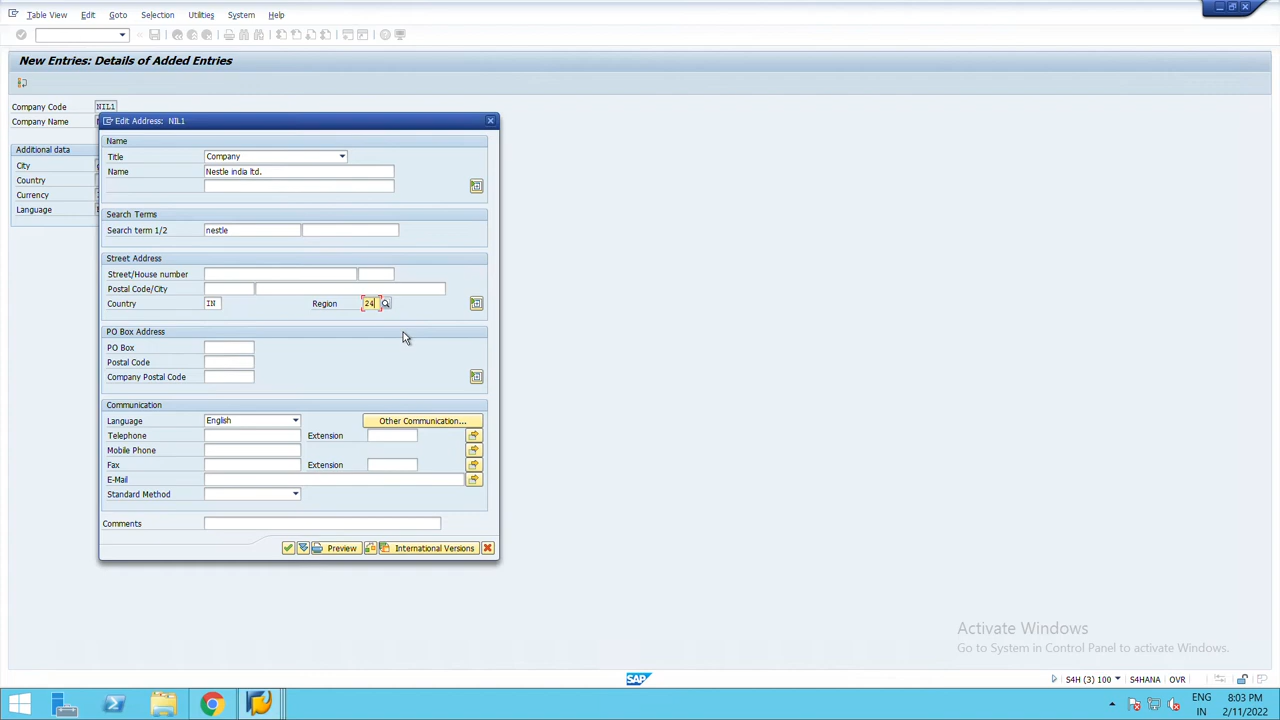 Table View Edit Goto Selection Utilities System Help
New Entries: Details of Added Entries
Company Code NIL1
Company Name
Additional data
City
Country
Currency
Language
Edit Address: NIL1
Name
Title Company
Name Nestle india ltd.
Search Terms
Search term 1/2 nestle
Street Address
Street/House number
Postal Code/City
Country IN Region 24
PO Box Address
PO Box
Postal Code
Company Postal Code
Communication
Language English Other Communication...
Telephone Extension
Mobile Phone
Fax Extension
E-Mail
Standard Method
Comments
Preview International Versions
Activate Windows
Go to System in Control Panel to activate Windows.
SAP S4H (3) 100 S4HANA OVR
ENG 8:03 PM
IN 2/11/2022